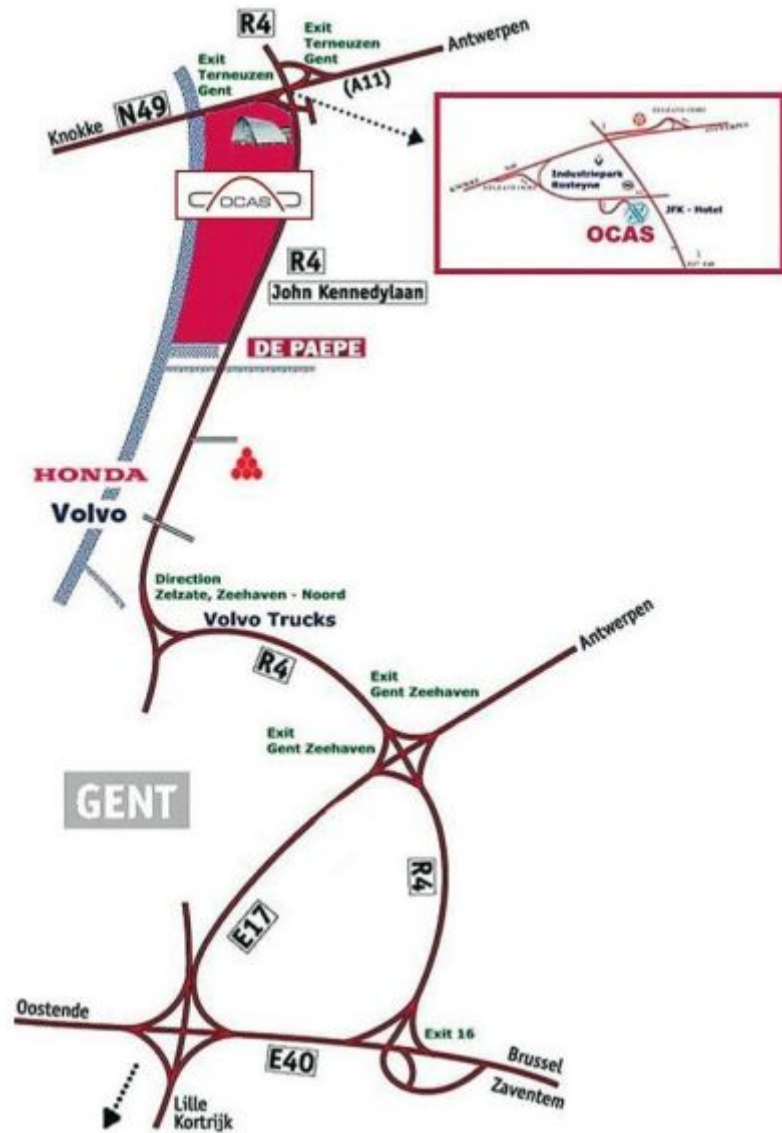 R4
Exit
Terneuzen
Gent
Antwerpen
Exit
Terneuzen
Gent
(A11)
N49
Knokke
Industriepark
Rosteyne
JFK - Hotel
OCAS
OCAS
R4
John Kennedylaan
DE PAEPE
HONDA
Volvo
Direction
Zelzate, Zeehaven - Noord
Volvo Trucks
Antwerpen
R4
Exit
Gent Zeehaven
Exit
Gent Zeehaven
GENT
R4
E17
Oostende
Exit 16
E40
Brussel
Zaventem
Lille
Kortrijk